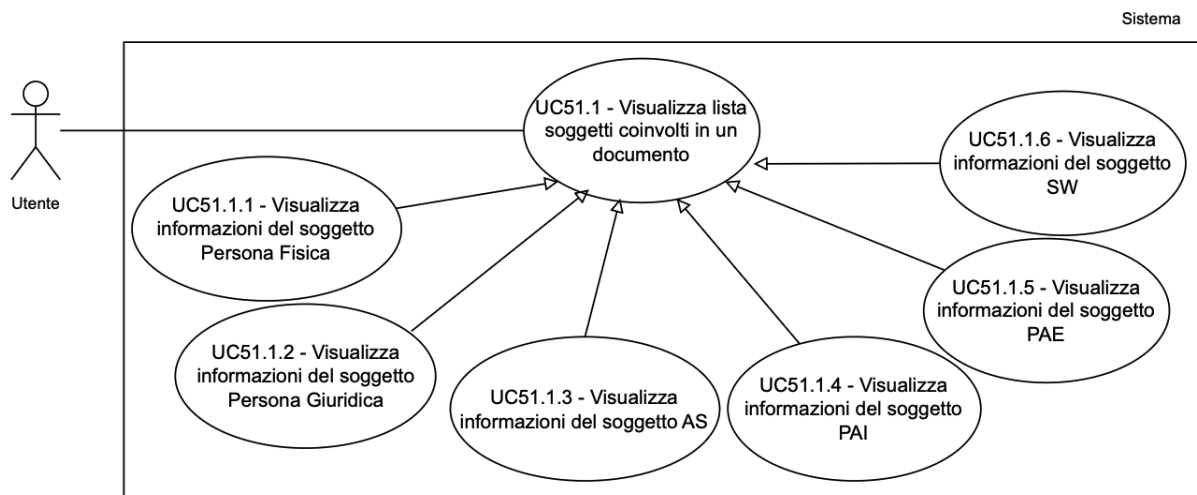 Sistema
Utente
UC51.1 - Visualizza lista
soggetti coinvolti in un
documento
UC51.1.6 - Visualizza
informazioni del soggetto
SW
UC51.1.1 - Visualizza
informazioni del soggetto
Persona Fisica
UC51.1.5 - Visualizza
informazioni del soggetto
PAE
UC51.1.2 - Visualizza
informazioni del soggetto
Persona Giuridica
UC51.1.3 - Visualizza
informazioni del soggetto AS
UC51.1.4 - Visualizza
informazioni del soggetto
PAI